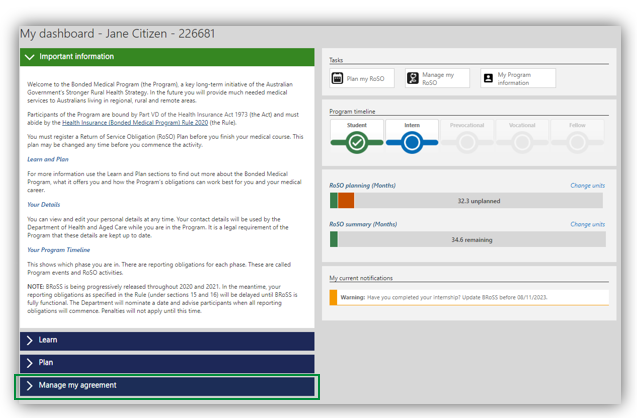 My dashboard - Jane Citizen - 226681
Important information
Welcome to the Bonded Medical Program (the Program), a key long-term initiative of the Australian
Government's Stronger Rural Health Strategy. In the future you will provide much needed medical
services to Australians living in regional, rural and remote areas.
Participants of the Program are bound by Part VD of the Health Insurance Act 1973 (the Act) and must
abide by the Health Insurance (Bonded Medical Program) Rule 2020 (the Rule).
You must register a Return of Service Obligation (RoSO) Plan before you finish your medical course. This
plan may be changed any time before you commence the activity.
Learn and Plan
For more information use the Learn and Plan sections to find out more about the Bonded Medical
Program, what it offers you and how the Program's obligations can work best for you and your medical
career.
Your Details
You can view and edit your personal details at any time. Your contact details will be used by the
Department of Health and Aged Care while you are in the Program. It is a legal requirement of the
Program that these details are kept up to date.
Your Program Timeline
This shows which phase you are in. There are reporting obligations for each phase. These are called
Program events and RoSO activities.
NOTE: BRoSS is being progressively released throughout 2020 and 2021. In the meantime, your
reporting obligations as specified in the Rule (under sections 15 and 16) will be delayed until BRoSS is
fully functional. The Department will nominate a date and advise participants when all reporting
obligations will commence. Penalties will not apply until this time.
Learn
Plan
Manage my agreement
Tasks
Plan my RoSO
Manage my
RoSO
My Program
information
Program timeline
Student Intern Prevocational Vocational Fellow
RoSO planning (Months) Change units
32.3 unplanned
RoSO summary (Months) Change units
34.6 remaining
My current notifications
Warning: Have you completed your internship? Update BRoSS before 08/11/2023.